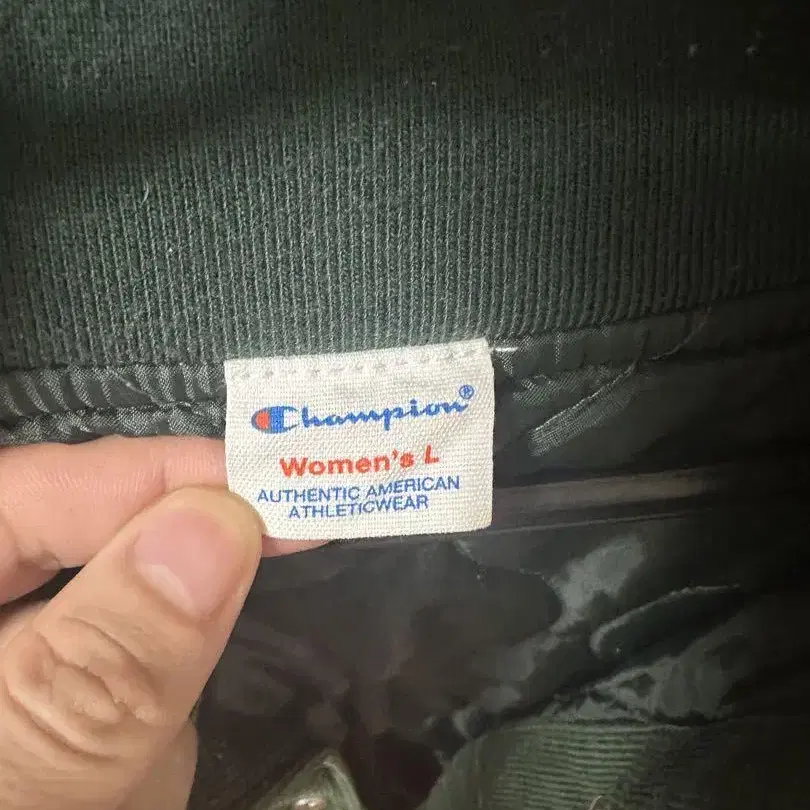 Champion®
Women's L
AUTHENTIC AMERICAN
ATHLETICWEAR